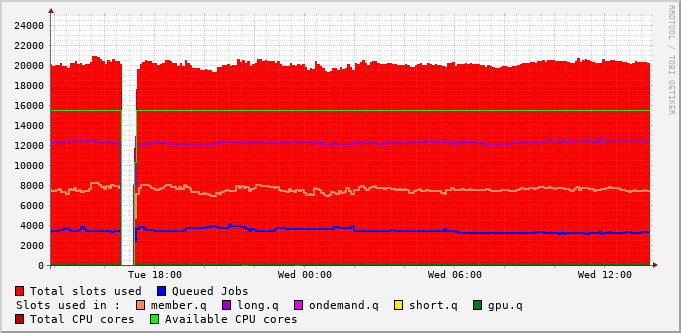 RRDTOOL / TOBI OETIKER
24000
22000
20000
18000
16000
14000
12000
10000
8000
6000
4000
2000
0
Tue 18:00 Wed 00:00 Wed 06:00 Wed 12:00
Total slots used Queued Jobs
Slots used in : member.q long.q ondemand.q short.q gpu.q
Total CPU cores Available CPU cores